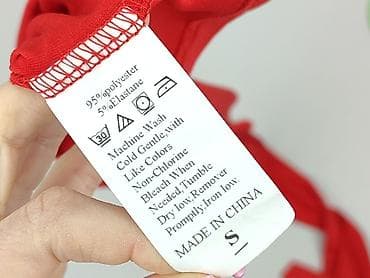 95%polyester
5%Elastane
30
Machine Wash
Cold Gentle,with
Like Colors
Non-Chlorine
Bleach When
Needed,Tumble
Dry low,Remover
Promptly.Iron low
MADE IN CHINA
S